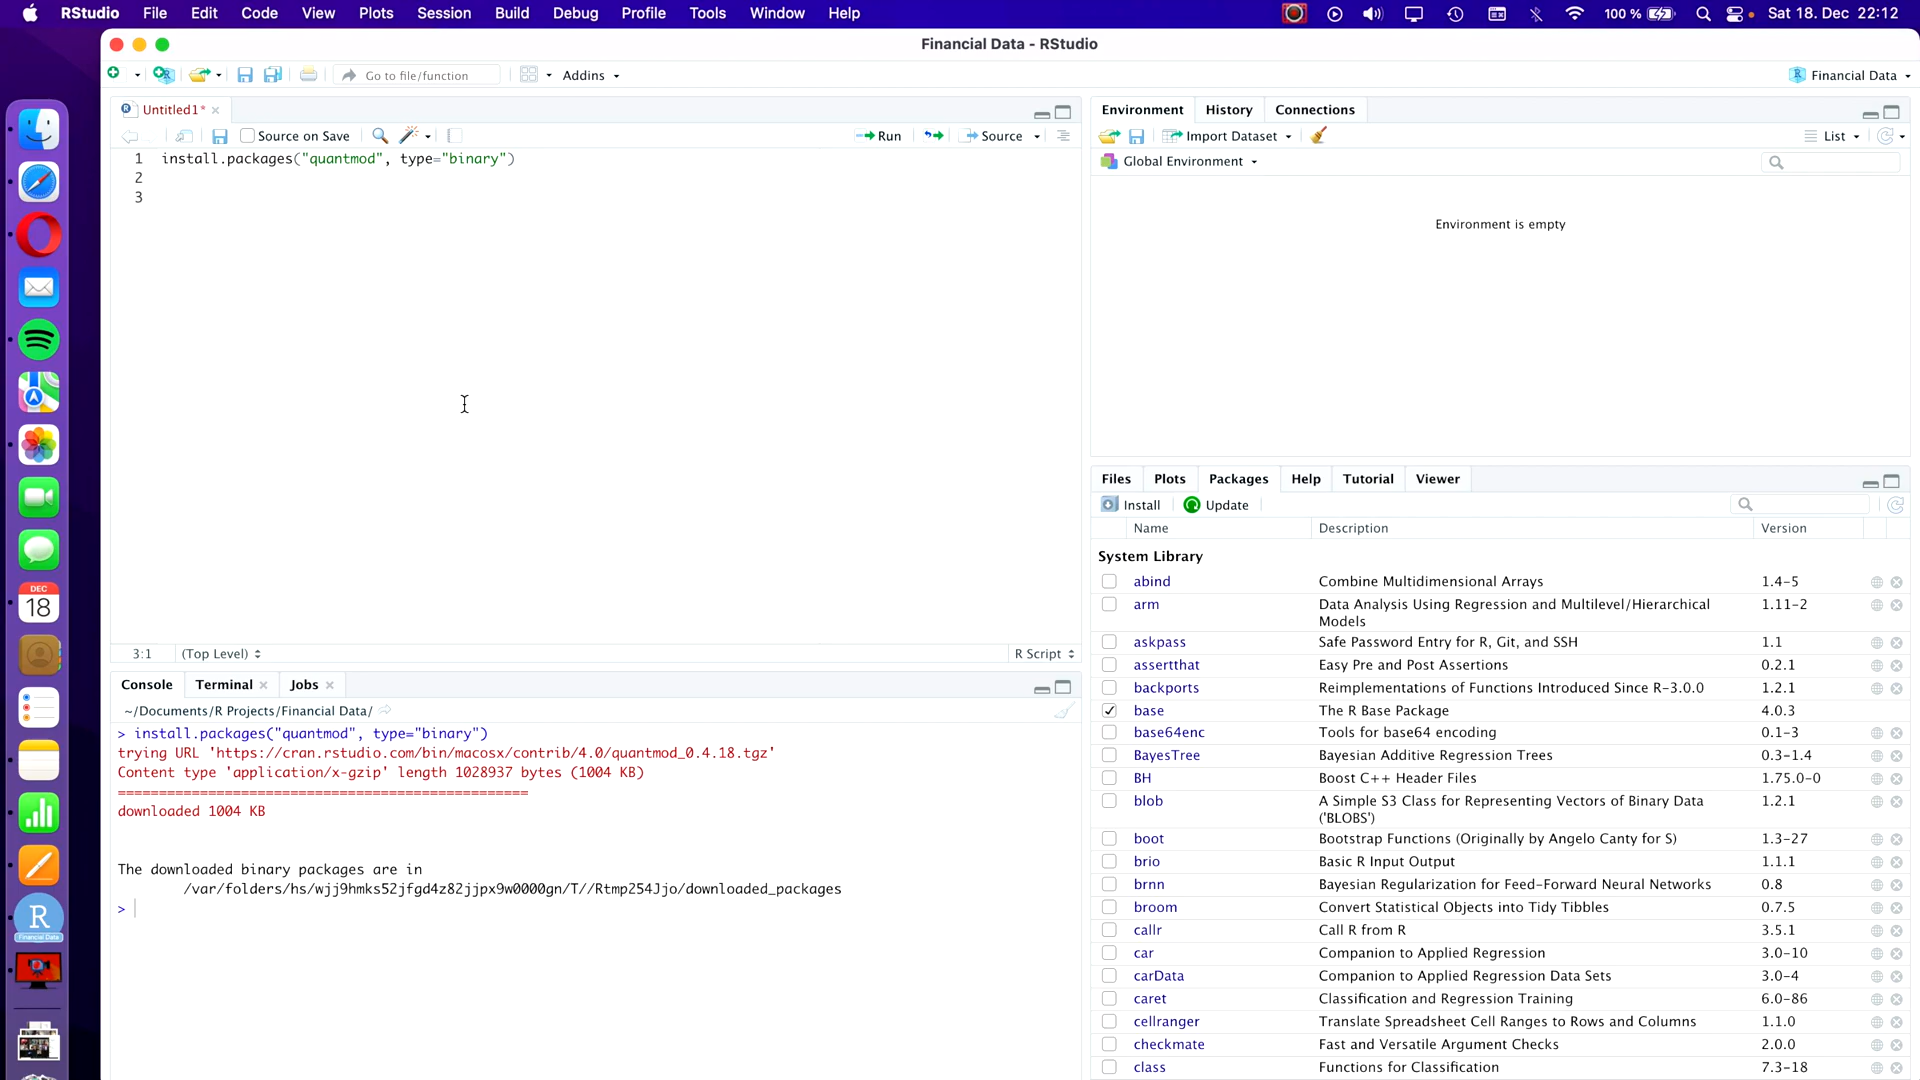 RStudio File Edit Code View Plots Session Build Debug Profile Tools Window Help 100 % Sat 18. Dec 22:12
Financial Data - RStudio
Go to file/function Addins Financial Data
Untitled1*
Source on Save Run Source
1 install.packages("quantmod", type="binary")
2
3
3:1 (Top Level) R Script
Console Terminal Jobs
~/Documents/R Projects/Financial Data/
> install.packages("quantmod", type="binary")
trying URL 'https://cran.rstudio.com/bin/macosx/contrib/4.0/quantmod_0.4.18.tgz'
Content type 'application/x-gzip' length 1028937 bytes (1004 KB)
==================================================
downloaded 1004 KB
The downloaded binary packages are in
/var/folders/hs/wjj9hmks52jfgd4z82jjpx9w0000gn/T//Rtmp254Jjo/downloaded_packages
>
Environment History Connections
Import Dataset List
Global Environment
Environment is empty
Files Plots Packages Help Tutorial Viewer
Install Update
Name Description Version
System Library
abind Combine Multidimensional Arrays 1.4-5
arm Data Analysis Using Regression and Multilevel/Hierarchical 1.11-2
Models
askpass Safe Password Entry for R, Git, and SSH 1.1
assertthat Easy Pre and Post Assertions 0.2.1
backports Reimplementations of Functions Introduced Since R-3.0.0 1.2.1
base The R Base Package 4.0.3
base64enc Tools for base64 encoding 0.1-3
BayesTree Bayesian Additive Regression Trees 0.3-1.4
BH Boost C++ Header Files 1.75.0-0
blob A Simple S3 Class for Representing Vectors of Binary Data 1.2.1
('BLOBS')
boot Bootstrap Functions (Originally by Angelo Canty for S) 1.3-27
brio Basic R Input Output 1.1.1
brnn Bayesian Regularization for Feed-Forward Neural Networks 0.8
broom Convert Statistical Objects into Tidy Tibbles 0.7.5
callr Call R from R 3.5.1
car Companion to Applied Regression 3.0-10
carData Companion to Applied Regression Data Sets 3.0-4
caret Classification and Regression Training 6.0-86
cellranger Translate Spreadsheet Cell Ranges to Rows and Columns 1.1.0
checkmate Fast and Versatile Argument Checks 2.0.0
class Functions for Classification 7.3-18
DEC
18
R
Financial Data